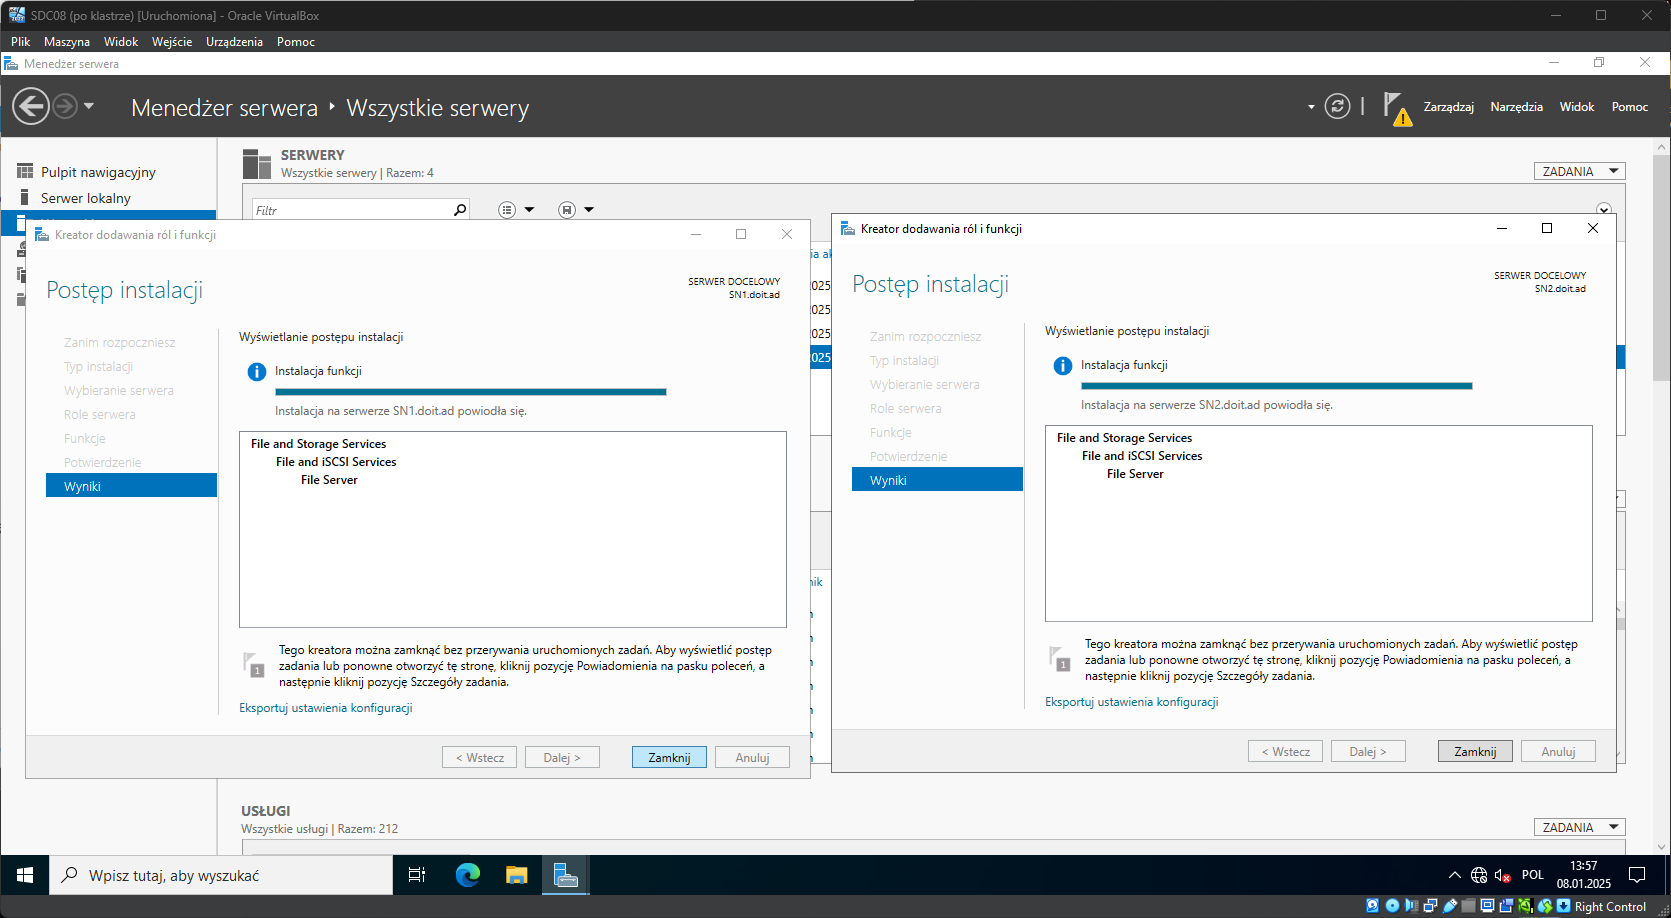 SDC08 (po klastrze) [Uruchomiona] - Oracle VirtualBox
Plik Maszyna Widok Wejście Urządzenia Pomoc
Menedżer serwera
Menedżer serwera Wszystkie serwery
Zarządzaj Narzędzia Widok Pomoc
Pulpit nawigacyjny
Serwer lokalny
SERWERY
Wszystkie serwery | Razem: 4
ZADANIA
Filtr
Kreator dodawania ról i funkcji
Postęp instalacji
SERWER DOCELOWY
SN1.doit.ad
Zanim rozpoczniesz
Typ instalacji
Wybieranie serwera
Role serwera
Funkcje
Potwierdzenie
Wyniki
Wyświetlanie postępu instalacji
Instalacja funkcji
Instalacja na serwerze SN1.doit.ad powiodła się.
File and Storage Services
File and iSCSI Services
File Server
1
Tego kreatora można zamknąć bez przerywania uruchomionych zadań. Aby wyświetlić postęp
zadania lub ponowne otworzyć tę stronę, kliknij pozycję Powiadomienia na pasku poleceń, a
następnie kliknij pozycję Szczegóły zadania.
Eksportuj ustawienia konfiguracji
< Wstecz Dalej > Zamknij Anuluj
2025
2025
2025
2025
Kreator dodawania ról i funkcji
Postęp instalacji
SERWER DOCELOWY
SN2.doit.ad
Zanim rozpoczniesz
Typ instalacji
Wybieranie serwera
Role serwera
Funkcje
Potwierdzenie
Wyniki
Wyświetlanie postępu instalacji
Instalacja funkcji
Instalacja na serwerze SN2.doit.ad powiodła się.
File and Storage Services
File and iSCSI Services
File Server
1
Tego kreatora można zamknąć bez przerywania uruchomionych zadań. Aby wyświetlić postęp
zadania lub ponowne otworzyć tę stronę, kliknij pozycję Powiadomienia na pasku poleceń, a
następnie kliknij pozycję Szczegóły zadania.
Eksportuj ustawienia konfiguracji
< Wstecz Dalej > Zamknij Anuluj
USŁUGI
Wszystkie usługi | Razem: 212
ZADANIA
Wpisz tutaj, aby wyszukać
POL
13:57
08.01.2025
Right Control